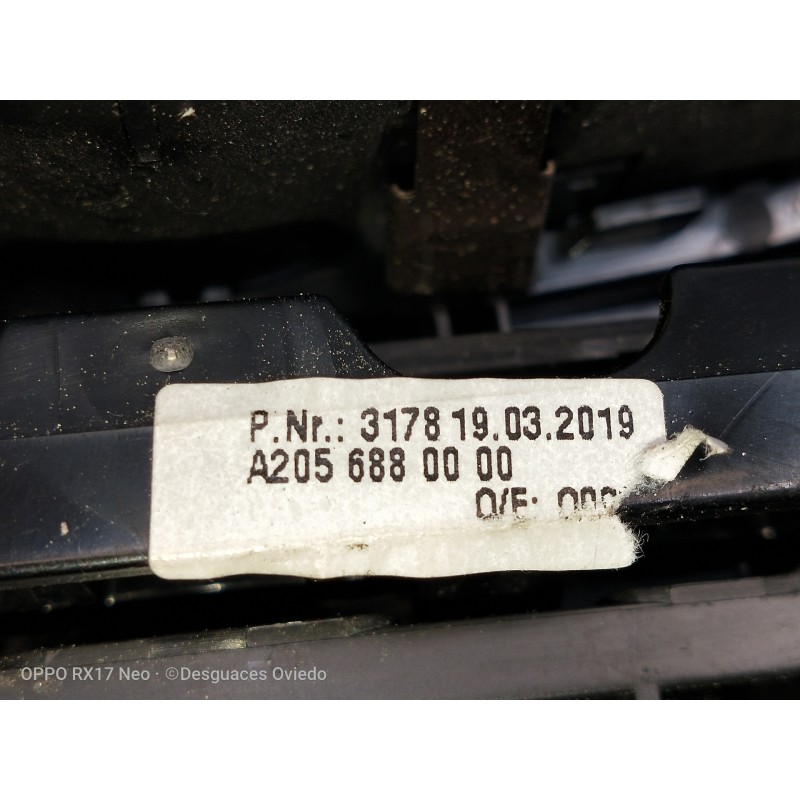 P.Nr.: 3178 19.03.2019
A205 688 00 00
O/E:
OPPO RX17 Neo · ©Desguaces Oviedo